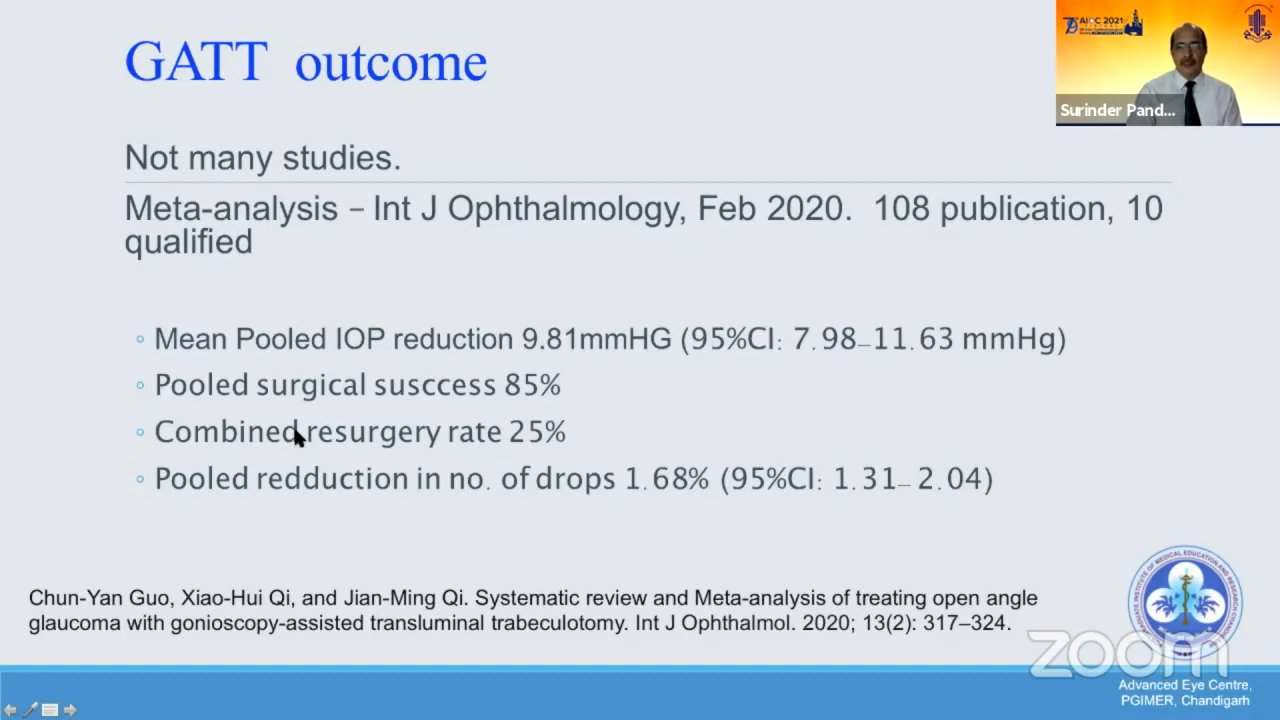 GATT outcome
AIOC 2021
Surinder Pand...
Not many studies.
Meta-analysis – Int J Ophthalmology, Feb 2020. 108 publication, 10
qualified
◦ Mean Pooled IOP reduction 9.81mmHG (95%CI: 7.98–11.63 mmHg)
◦ Pooled surgical susccess 85%
◦ Combined resurgery rate 25%
◦ Pooled redduction in no. of drops 1.68% (95%CI: 1.31– 2.04)
Chun-Yan Guo, Xiao-Hui Qi, and Jian-Ming Qi. Systematic review and Meta-analysis of treating open angle
glaucoma with gonioscopy-assisted transluminal trabeculotomy. Int J Ophthalmol. 2020; 13(2): 317–324.
zoom
Advanced Eye Centre,
PGIMER, Chandigarh